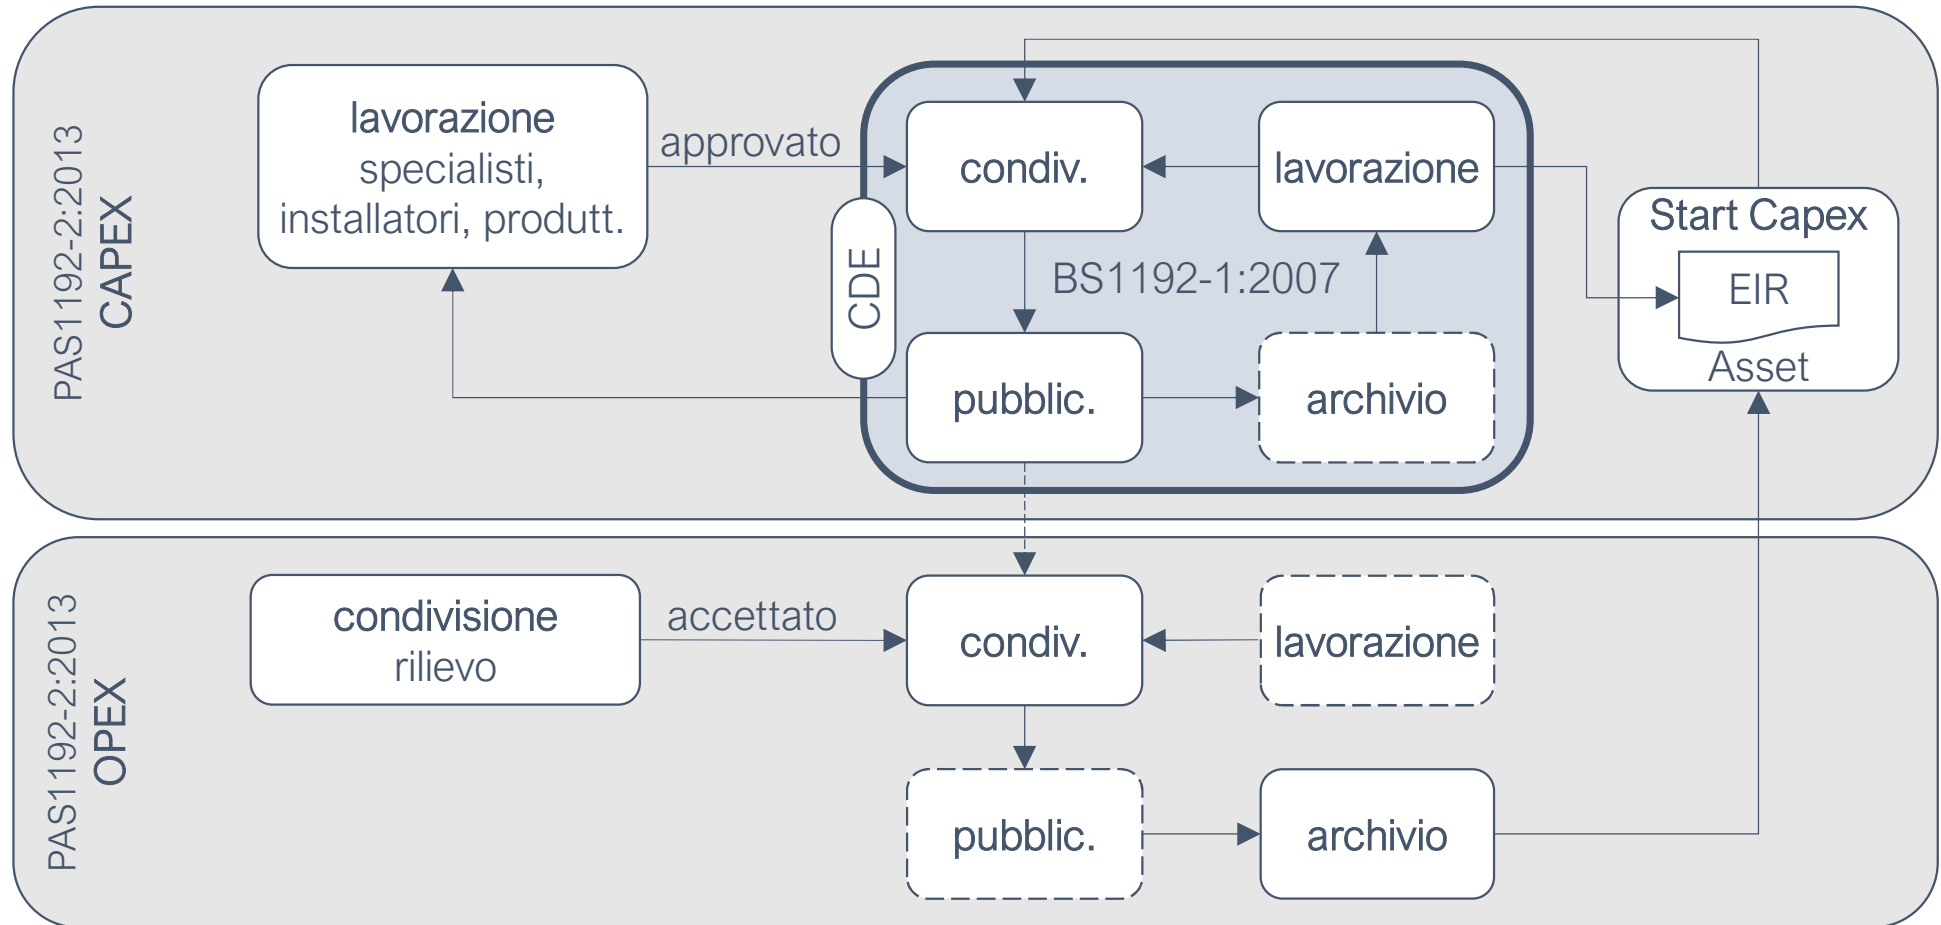 PAS1192-2:2013
CAPEX
lavorazione
specialisti,
installatori, produtt.
approvato
CDE
condiv.
lavorazione
BS1192-1:2007
pubblic.
archivio
Start Capex
EIR
Asset
PAS1192-2:2013
OPEX
condivisione
rilievo
accettato
condiv.
lavorazione
pubblic.
archivio